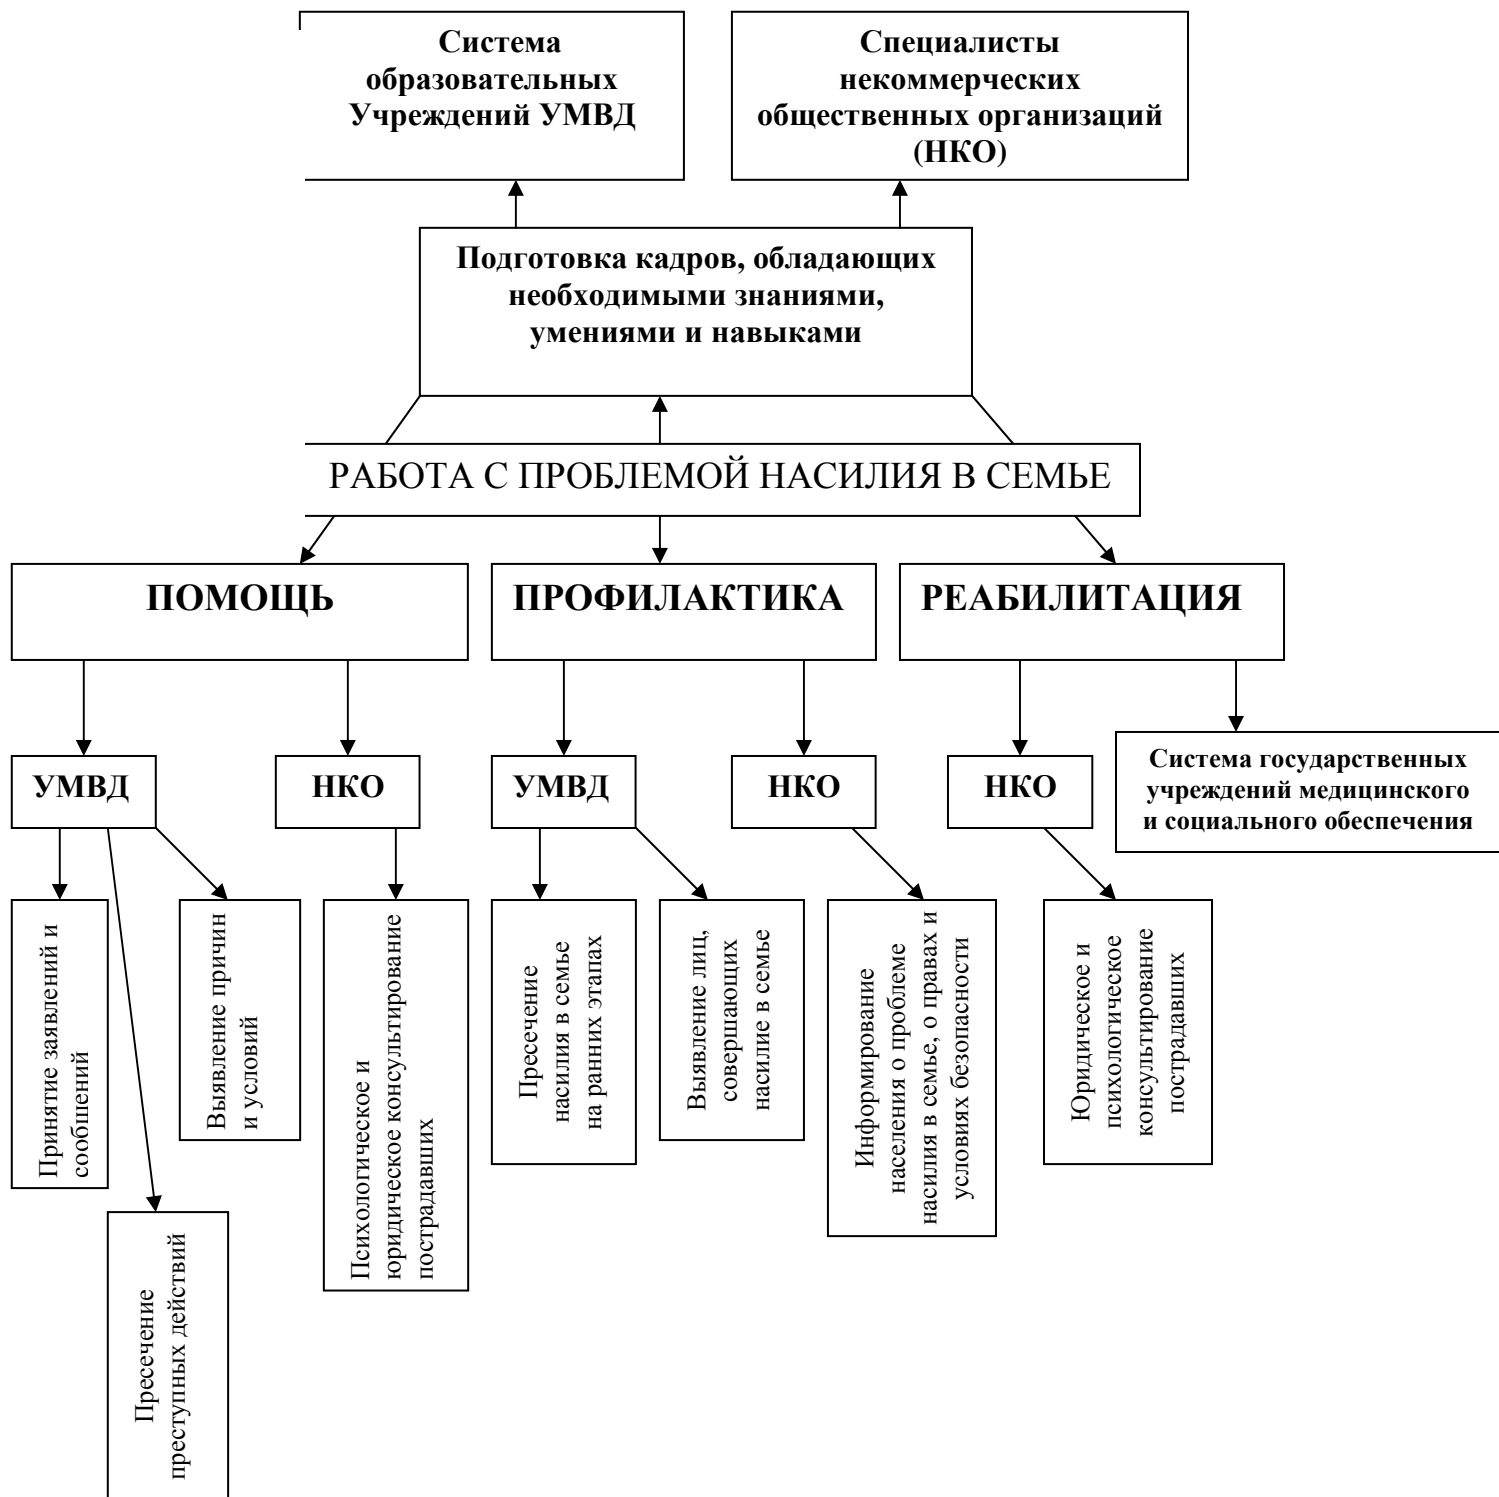 Система
образовательных
Учреждений УМВД
Специалисты
некоммерческих
общественных организаций
(НКО)
Подготовка кадров, обладающих
необходимыми знаниями,
умениями и навыками
РАБОТА С ПРОБЛЕМОЙ НАСИЛИЯ В СЕМЬЕ
ПОМОЩЬ
ПРОФИЛАКТИКА
РЕАБИЛИТАЦИЯ
УМВД
НКО
УМВД
НКО
НКО
Система государственных
учреждений медицинского
и социального обеспечения
Принятие заявлений и
сообшений
Пресечение
преступных действий
Выявление причин
и условий
Психологическое и
юридическое консультирование
пострадавших
Пресечение
насилия в семье
на ранних этапах
Выявление лиц,
совершающих
насилие в семье
Информирование
населения о проблеме
насилия в семье, о правах и
условиях безопасности
Юридическое и
психологическое
консультирование
пострадавших